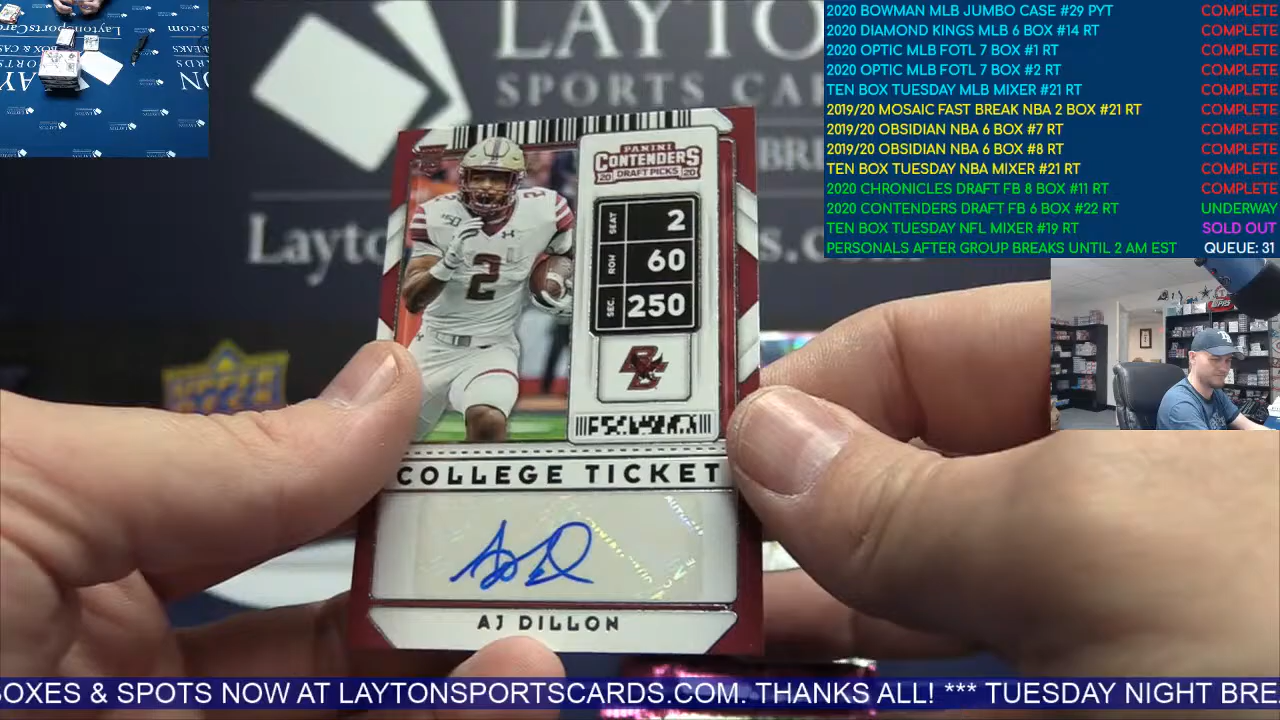 LAYTO
SPORTS CA
BRE
Layto
.com
2020 BOWMAN MLB JUMBO CASE #29 PYT COMPLETE
2020 DIAMOND KINGS MLB 6 BOX #14 RT COMPLETE
2020 OPTIC MLB FOTL 7 BOX #1 RT COMPLETE
2020 OPTIC MLB FOTL 7 BOX #2 RT COMPLETE
TEN BOX TUESDAY MLB MIXER #21 RT COMPLETE
2019/20 MOSAIC FAST BREAK NBA 2 BOX #21 RT COMPLETE
2019/20 OBSIDIAN NBA 6 BOX #7 RT COMPLETE
2019/20 OBSIDIAN NBA 6 BOX #8 RT COMPLETE
TEN BOX TUESDAY NBA MIXER #21 RT COMPLETE
2020 CHRONICLES DRAFT FB 8 BOX #11 RT COMPLETE
2020 CONTENDERS DRAFT FB 6 BOX #22 RT UNDERWAY
TEN BOX TUESDAY NFL MIXER #19 RT SOLD OUT
PERSONALS AFTER GROUP BREAKS UNTIL 2 AM EST QUEUE: 31
PANINI
CONTENDERS
20 DRAFT PICKS 20
SEAT 2
ROW 60
SEC. 250
BC
2
COLLEGE TICKET
AJ DILLON
OXES & SPOTS NOW AT LAYTONSPORTSCARDS.COM. THANKS ALL! *** TUESDAY NIGHT BRE